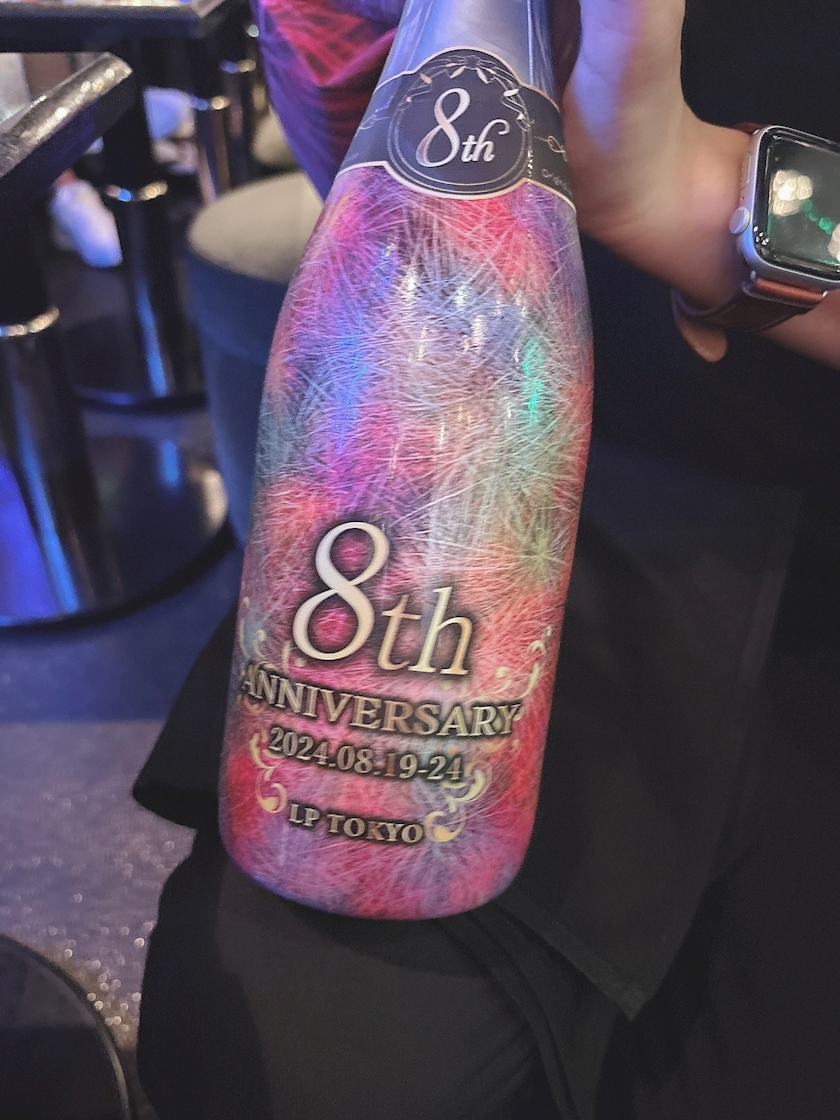 8th
8th
ANNIVERSARY
2024.08.19-24
LP TOKYO